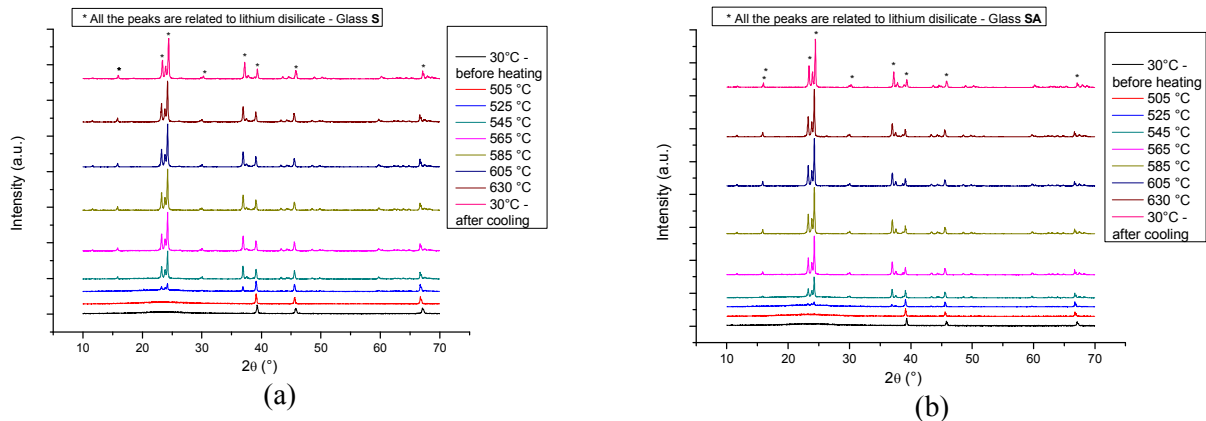 * All the peaks are related to lithium disilicate - Glass S
Intensity (a.u.)
* * * * * * * * *
30°C -
before heating
505 °C
525 °C
545 °C
565 °C
585 °C
605 °C
630 °C
30°C -
after cooling
10 20 30 40 50 60 70
2θ (°)
(a)
* All the peaks are related to lithium disilicate - Glass SA
Intensity (a.u.)
* * * * * * * * *
30°C -
before heating
505 °C
525 °C
545 °C
565 °C
585 °C
605 °C
630 °C
30°C -
after cooling
10 20 30 40 50 60 70
2θ (°)
(b)